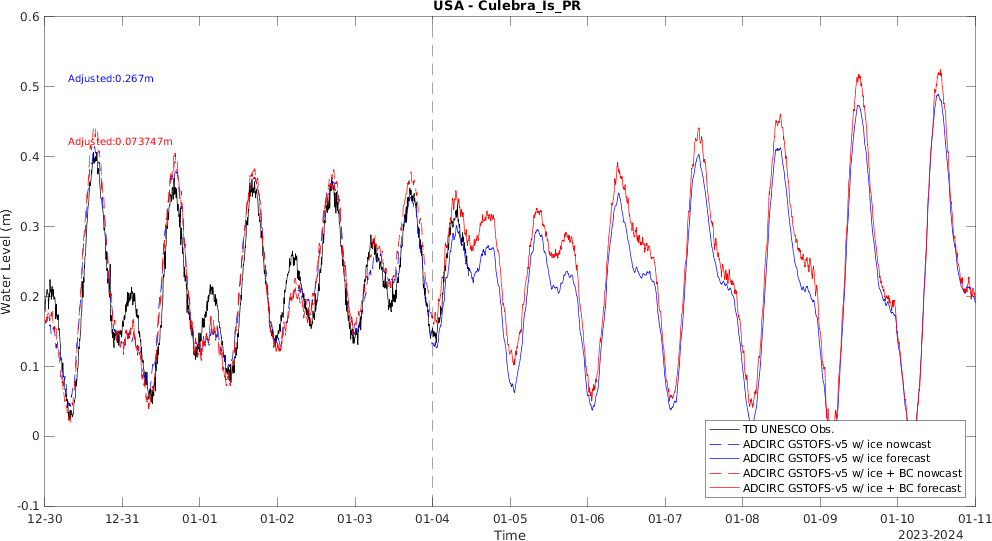 USA - Culebra_Is_PR
0.6
0.5
0.4
0.3
0.2
0.1
0
-0.1
Water Level (m)
Adjusted:0.267m
Adjusted:0.073747m
TD UNESCO Obs.
ADCIRC GSTOFS-v5 w/ ice nowcast
ADCIRC GSTOFS-v5 w/ ice forecast
ADCIRC GSTOFS-v5 w/ ice + BC nowcast
ADCIRC GSTOFS-v5 w/ ice + BC forecast
12-30 12-31 01-01 01-02 01-03 01-04 01-05 01-06 01-07 01-08 01-09 01-10 01-11
Time
2023-2024